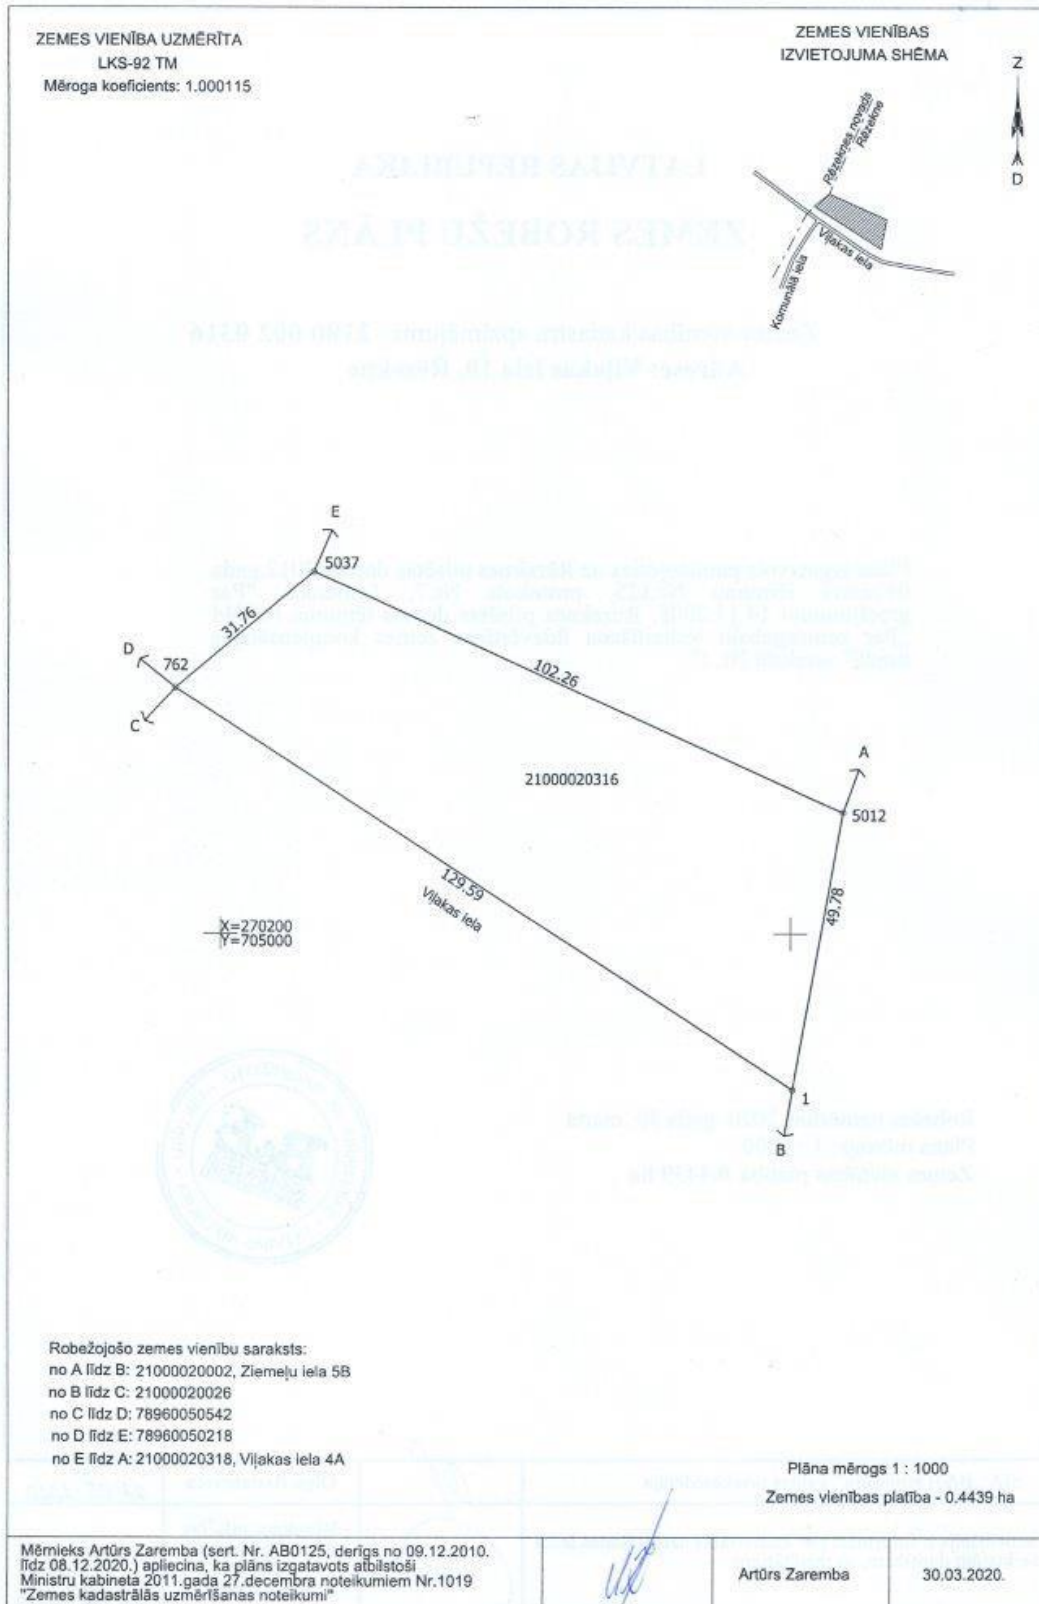 ZEMES VIENĪBA UZMĒRĪTA
LKS-92 TM
Mēroga koeficients: 1.000115
ZEMES VIENĪBAS
IZVIETOJUMA SHĒMA
Z
D
Rēzeknes novads
Rēzekne
Viļakas iela
Komunālā iela
E
5037
31.76
D
762
C
102.26
A
21000020316
5012
129.59
Viļakas iela
49.78
X=270200
Y=705000
1
B
Robežojošo zemes vienību saraksts:
no A līdz B: 21000020002, Ziemeļu iela 5B
no B līdz C: 21000020026
no C līdz D: 78960050542
no D līdz E: 78960050218
no E līdz A: 21000020318, Viļakas iela 4A
Plāna mērogs 1 : 1000
Zemes vienības platība - 0.4439 ha
Mērnieks Artūrs Zaremba (sert. Nr. AB0125, derīgs no 09.12.2010.
līdz 08.12.2020.) apliecina, ka plāns izgatavots atbilstoši
Ministru kabineta 2011.gada 27.decembra noteikumiem Nr.1019
"Zemes kadastrālās uzmērīšanas noteikumi"
Artūrs Zaremba
30.03.2020.